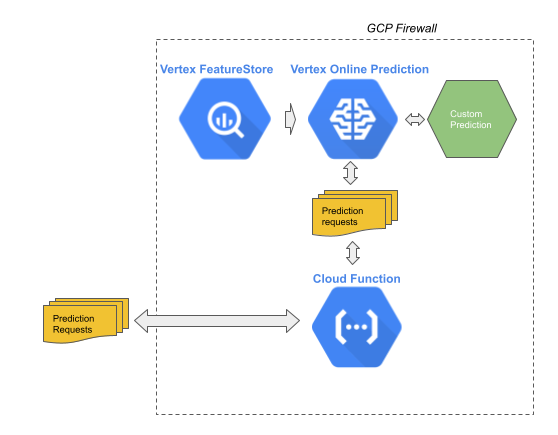 GCP Firewall
Vertex FeatureStore
Vertex Online Prediction
Custom
Prediction
Prediction
requests
Cloud Function
Prediction
Requests